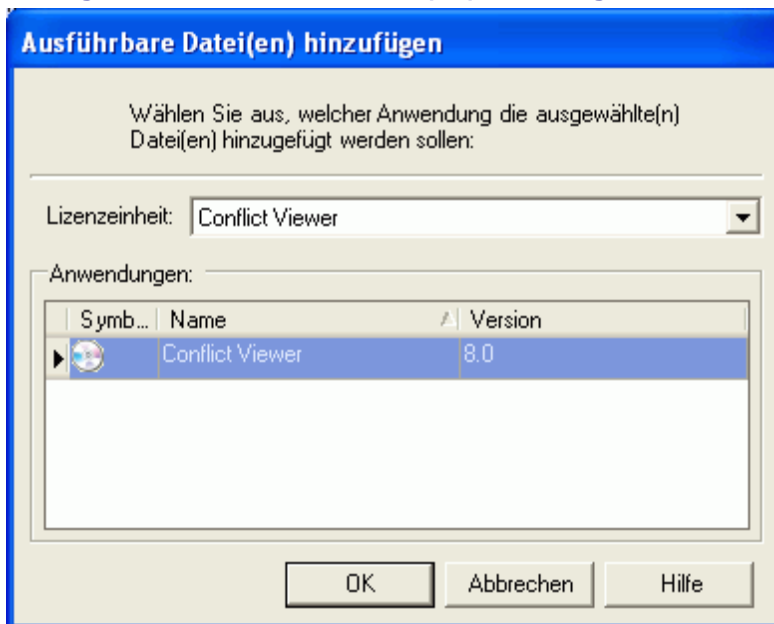 Ausführbare Datei(en) hinzufügen
Wählen Sie aus, welcher Anwendung die ausgewählte(n)
Datei(en) hinzugefügt werden sollen:
Lizenzeinheit: Conflict Viewer
Anwendungen:
Symb... Name Version
Conflict Viewer 8.0
OK Abbrechen Hilfe